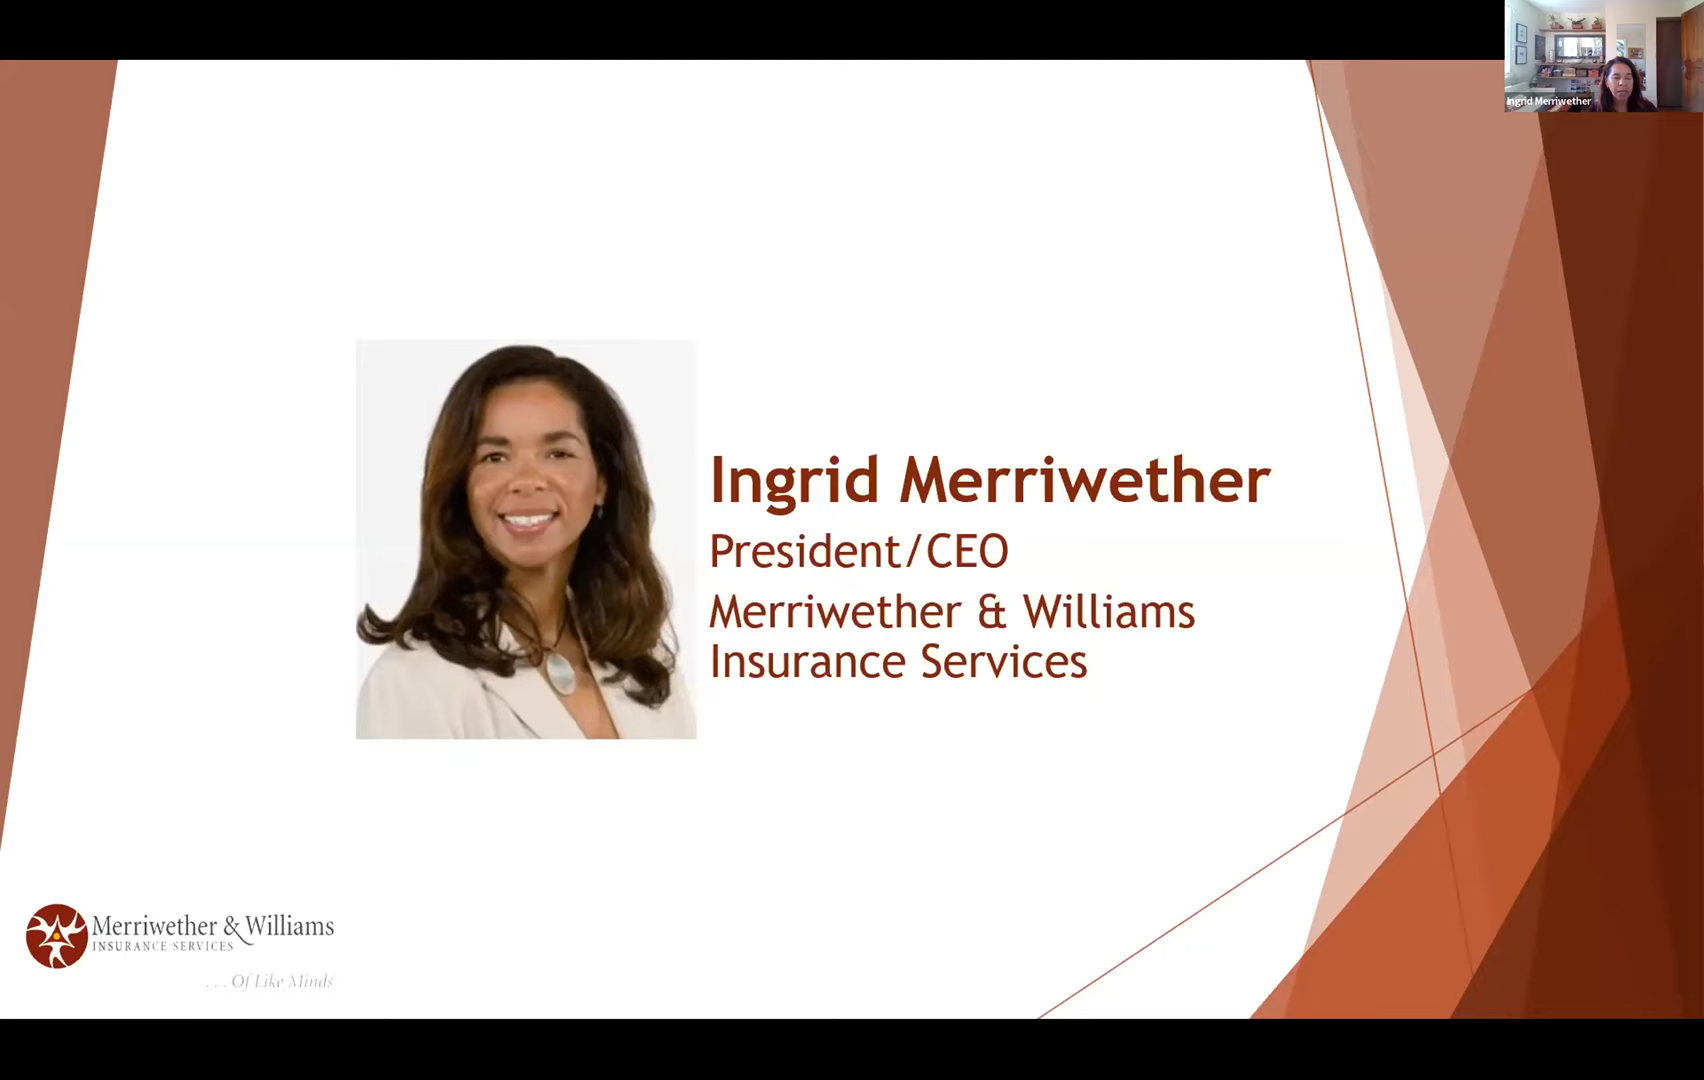 Ingrid Merriwether
Ingrid Merriwether
President/CEO
Merriwether & Williams
Insurance Services
Merriwether & Williams
INSURANCE SERVICES
. . . Of Like Minds